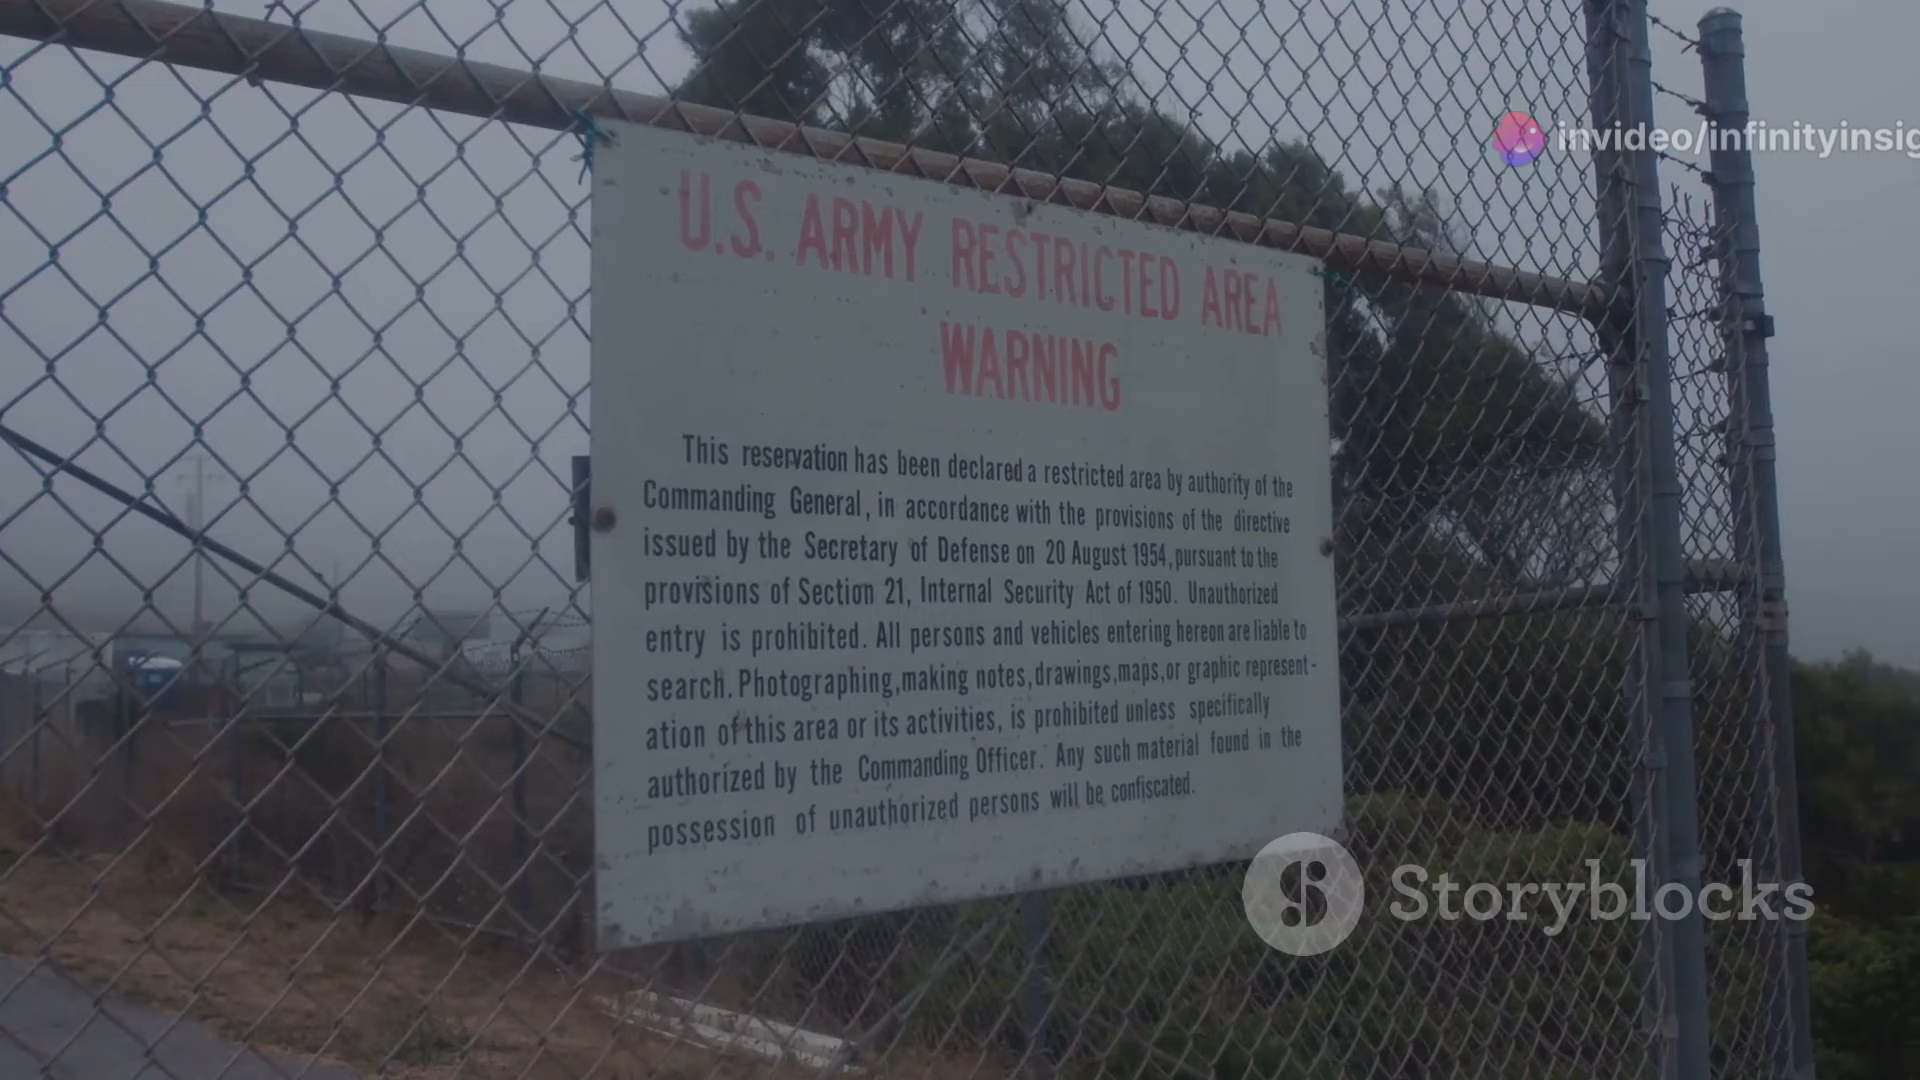 invideo/infinityinsig
U.S. ARMY RESTRICTED AREA
WARNING
This reservation has been declared a restricted area by authority of the
Commanding General, in accordance with the provisions of the directive
issued by the Secretary of Defense on 20 August 1954, pursuant to the
provisions of Section 21, Internal Security Act of 1950. Unauthorized
entry is prohibited. All persons and vehicles entering hereon are liable to
search. Photographing, making notes, drawings, maps, or graphic represent-
ation of this area or its activities, is prohibited unless specifically
authorized by the Commanding Officer. Any such material found in the
possession of unauthorized persons will be confiscated.
Storyblocks